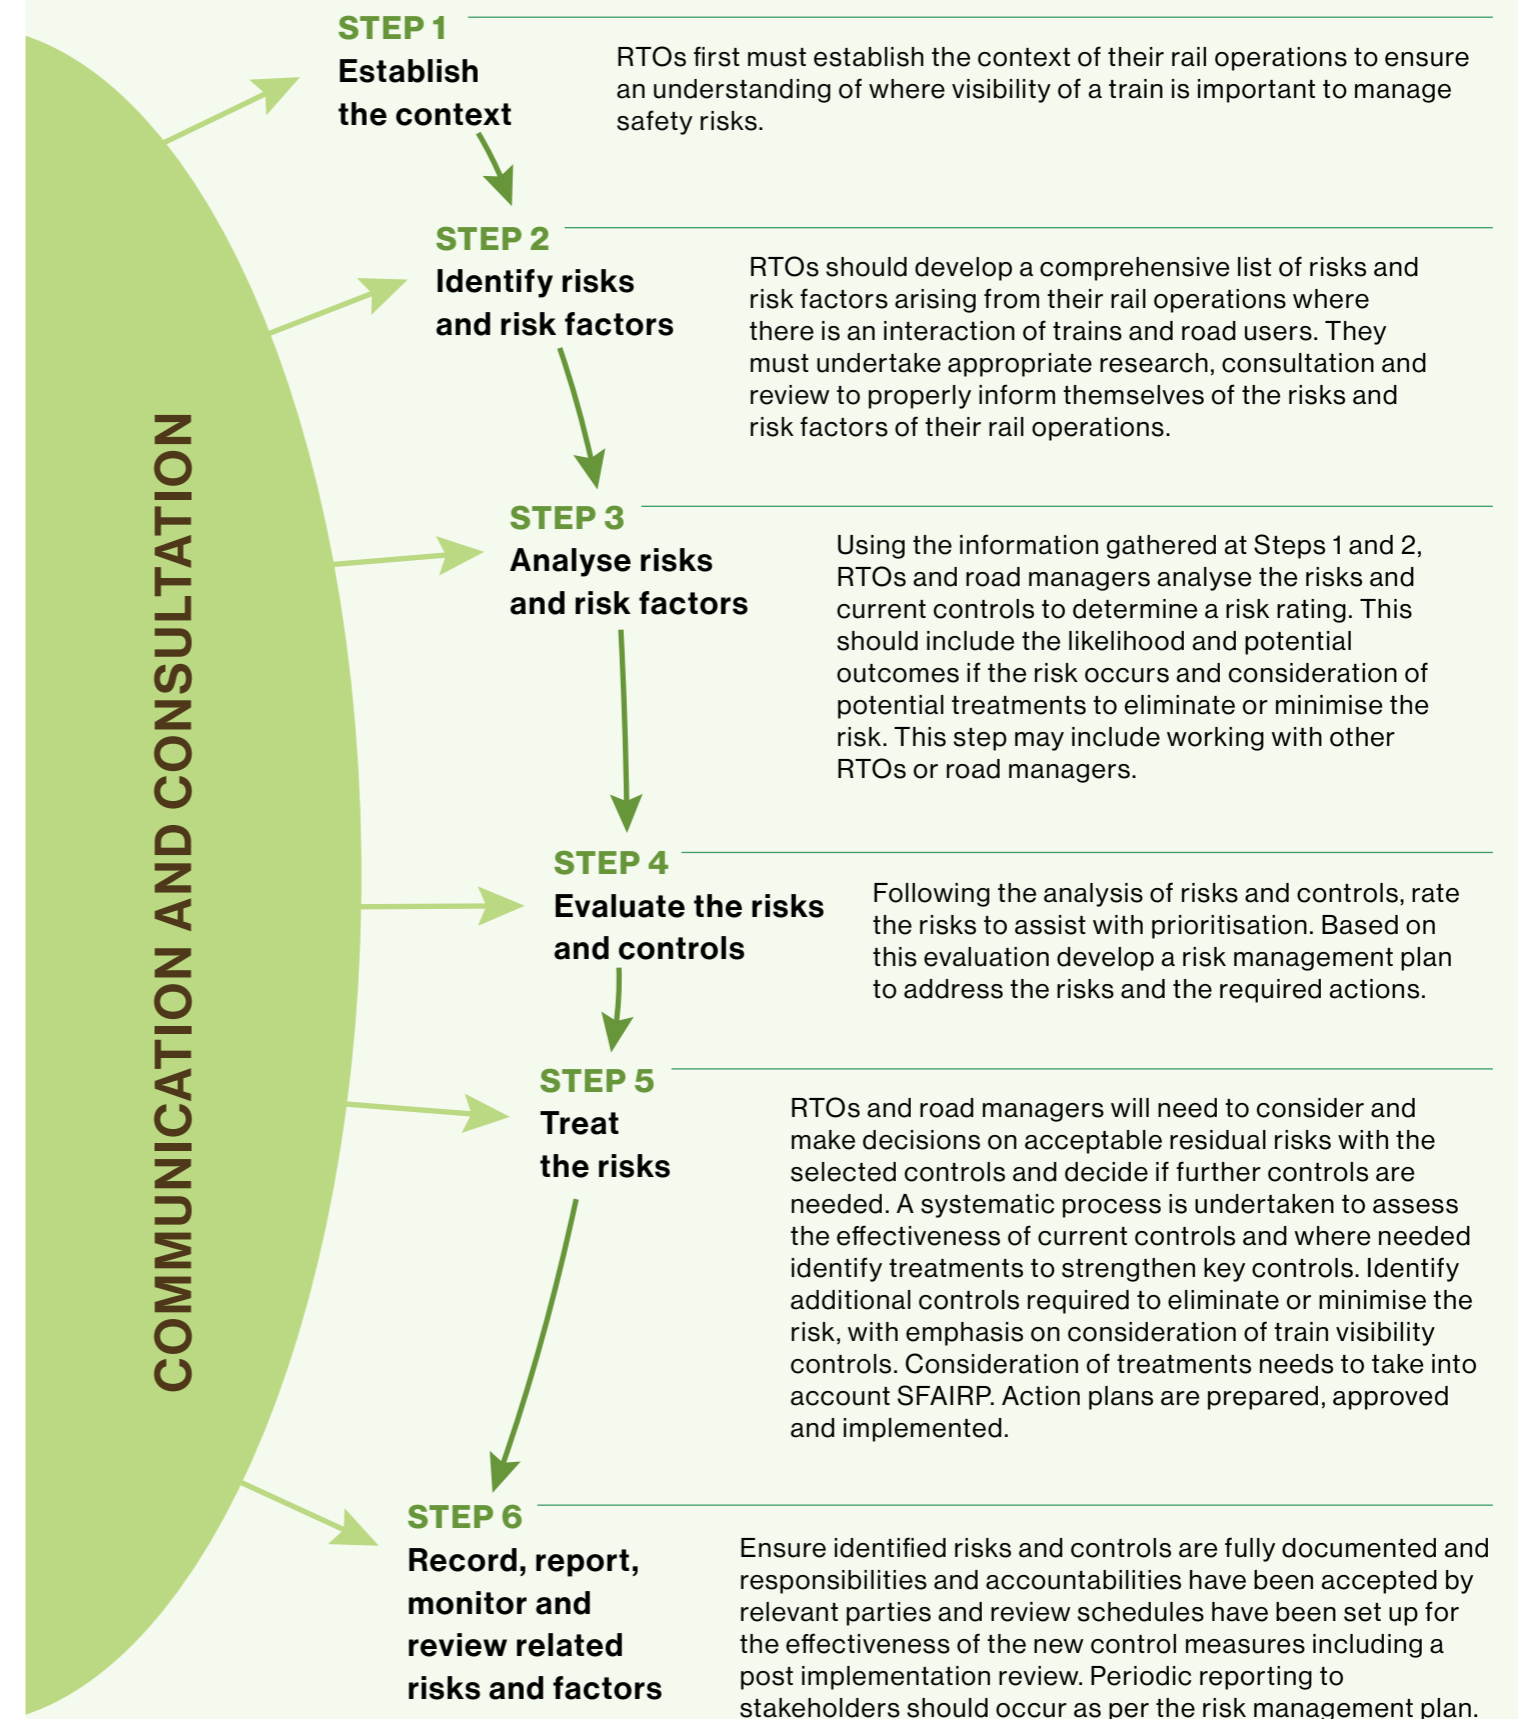 COMMUNICATION AND CONSULTATION
STEP 1
Establish
the context
RTOs first must establish the context of their rail operations to ensure
an understanding of where visibility of a train is important to manage
safety risks.
STEP 2
Identify risks
and risk factors
RTOs should develop a comprehensive list of risks and
risk factors arising from their rail operations where
there is an interaction of trains and road users. They
must undertake appropriate research, consultation and
review to properly inform themselves of the risks and
risk factors of their rail operations.
STEP 3
Analyse risks
and risk factors
Using the information gathered at Steps 1 and 2,
RTOs and road managers analyse the risks and
current controls to determine a risk rating. This
should include the likelihood and potential
outcomes if the risk occurs and consideration of
potential treatments to eliminate or minimise the
risk. This step may include working with other
RTOs or road managers.
STEP 4
Evaluate the risks
and controls
Following the analysis of risks and controls, rate
the risks to assist with prioritisation. Based on
this evaluation develop a risk management plan
to address the risks and the required actions.
STEP 5
Treat
the risks
RTOs and road managers will need to consider and
make decisions on acceptable residual risks with the
selected controls and decide if further controls are
needed. A systematic process is undertaken to assess
the effectiveness of current controls and where needed
identify treatments to strengthen key controls. Identify
additional controls required to eliminate or minimise the
risk, with emphasis on consideration of train visibility
controls. Consideration of treatments needs to take into
account SFAIRP. Action plans are prepared, approved
and implemented.
STEP 6
Record, report,
monitor and
review related
risks and factors
Ensure identified risks and controls are fully documented and
responsibilities and accountabilities have been accepted by
relevant parties and review schedules have been set up for
the effectiveness of the new control measures including a
post implementation review. Periodic reporting to
stakeholders should occur as per the risk management plan.